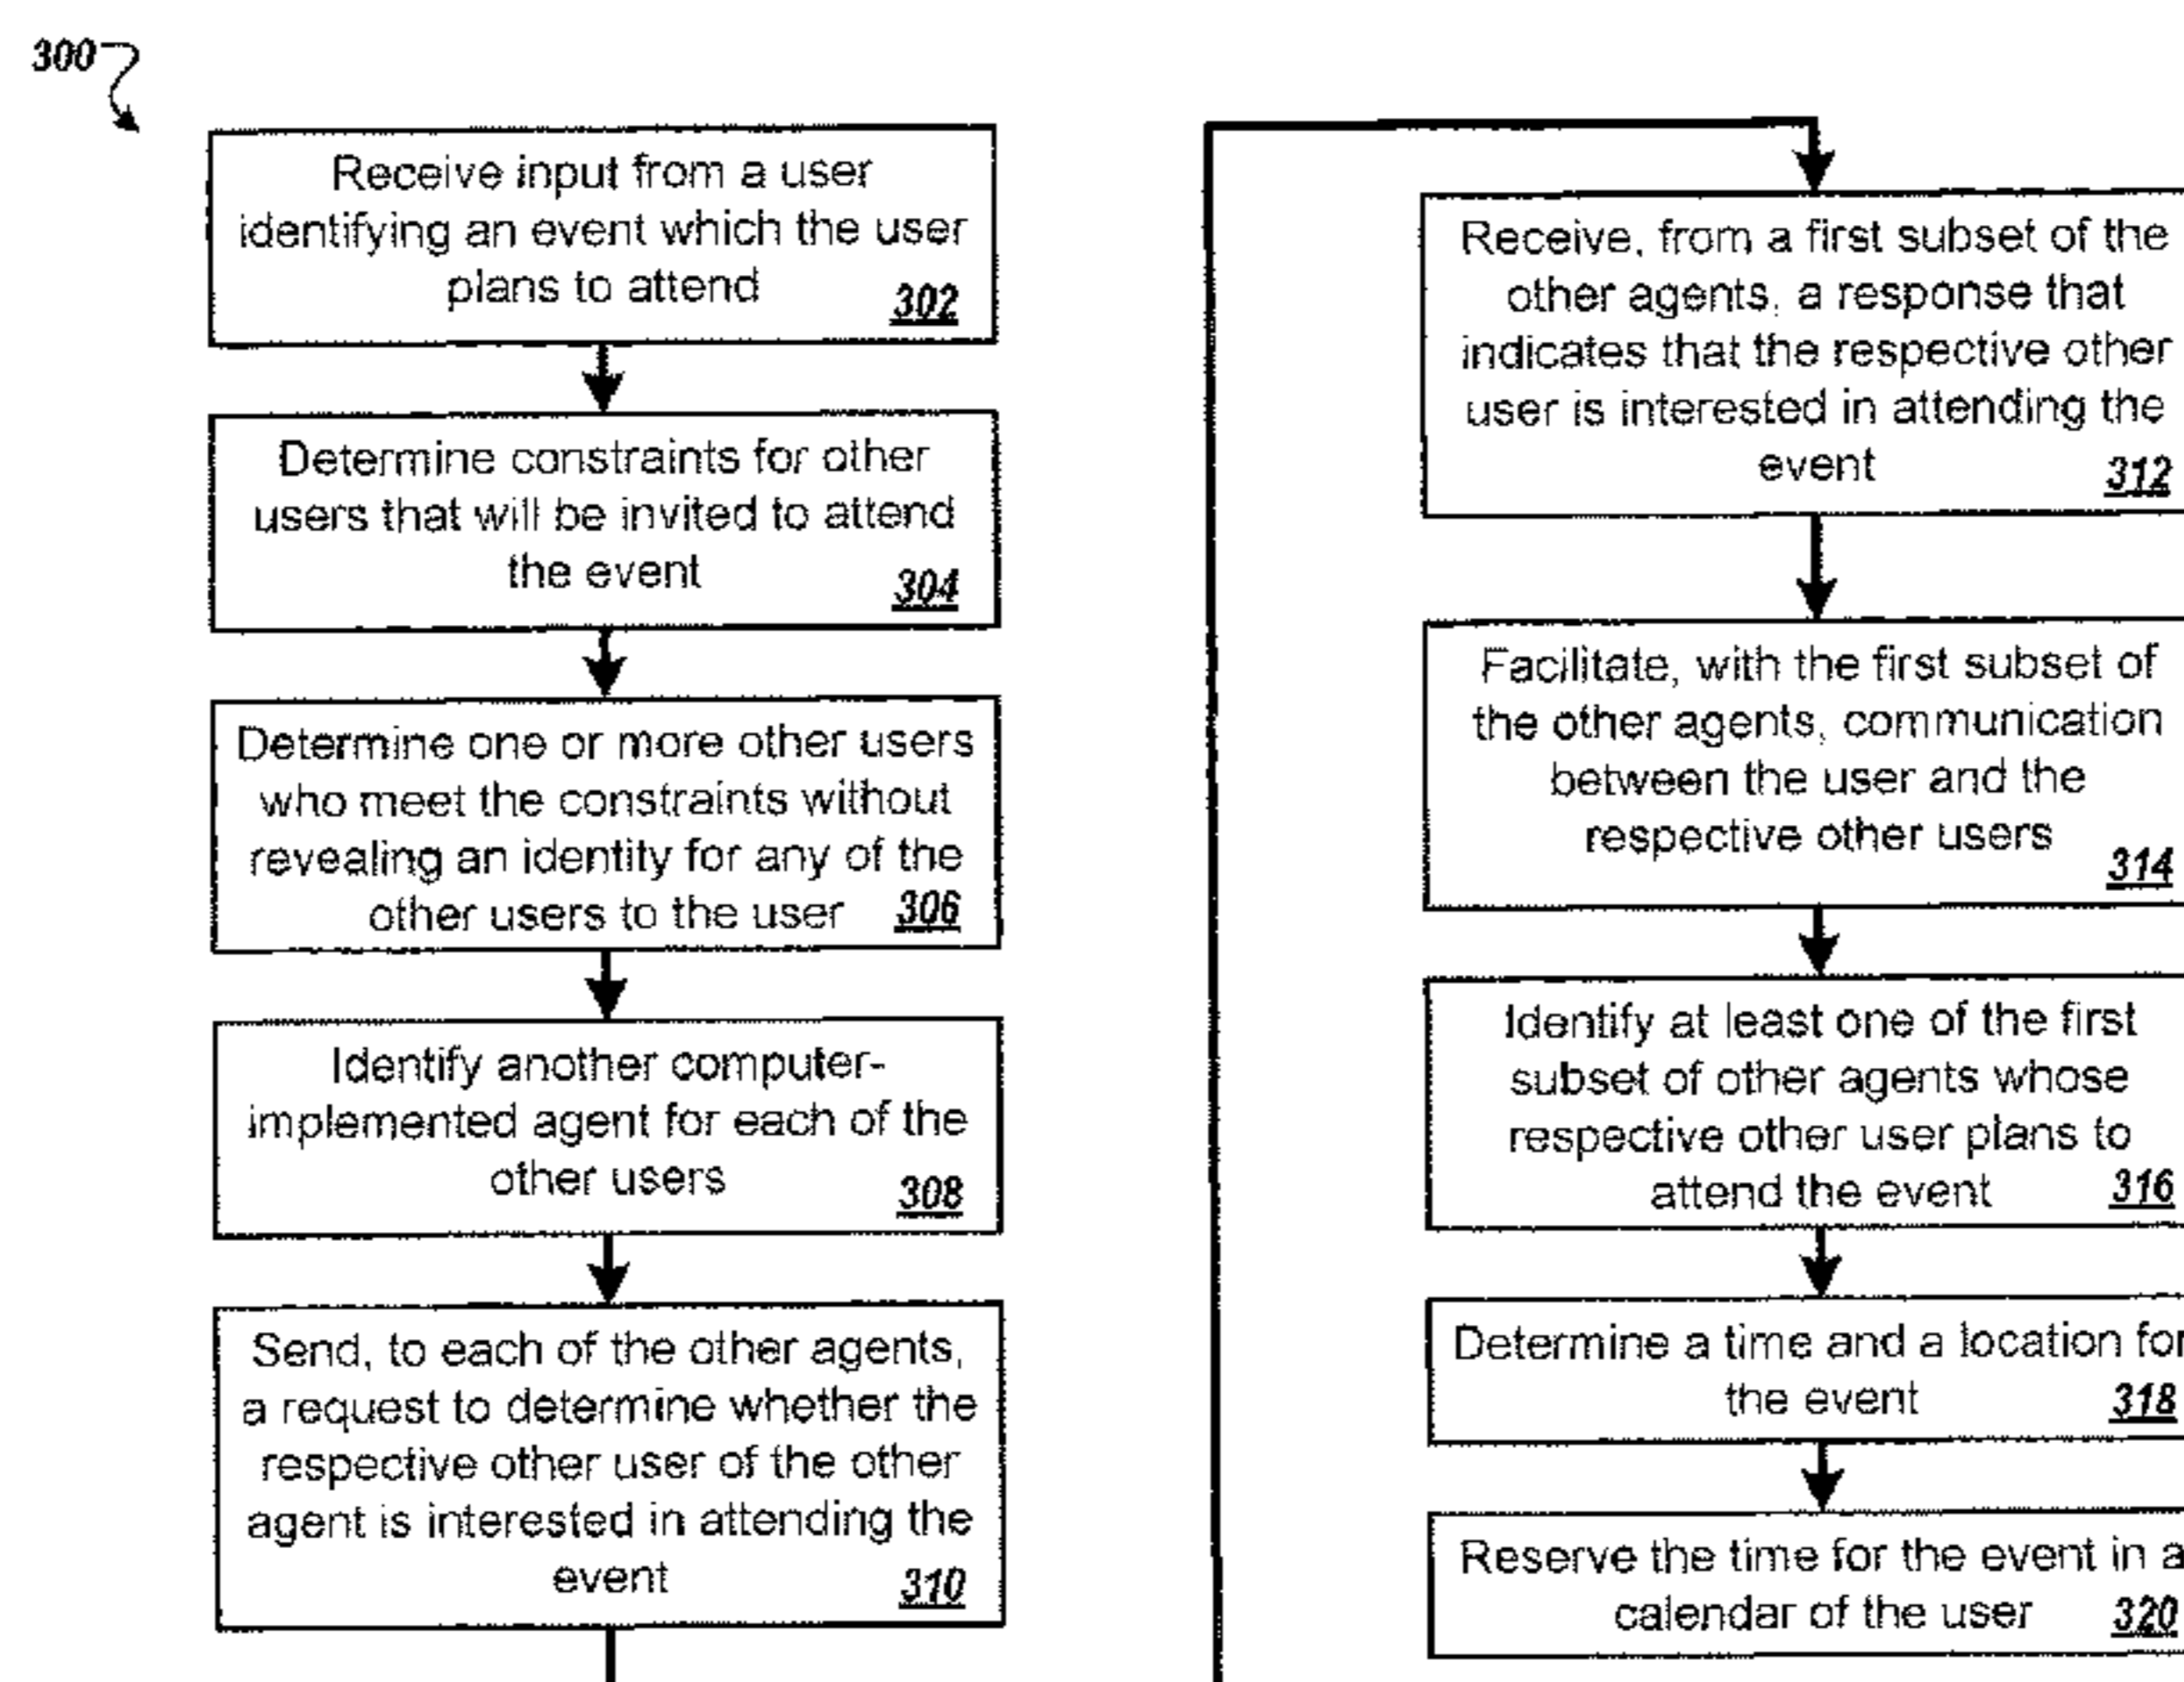 300
Receive input from a user
identifying an event which the user
plans to attend 302
Determine constraints for other
users that will be invited to attend
the event 304
Determine one or more other users
who meet the constraints without
revealing an identity for any of the
other users to the user 306
Identify another computer-
implemented agent for each of the
other users 308
Send, to each of the other agents,
a request to determine whether the
respective other user of the other
agent is interested in attending the
event 310
Receive, from a first subset of the
other agents, a response that
indicates that the respective other
user is interested in attending the
event 312
Facilitate, with the first subset of
the other agents, communication
between the user and the
respective other users
314
Identify at least one of the first
subset of other agents whose
respective other user plans to
attend the event 316
Determine a time and a location for
the event 318
Reserve the time for the event in a
calendar of the user 320